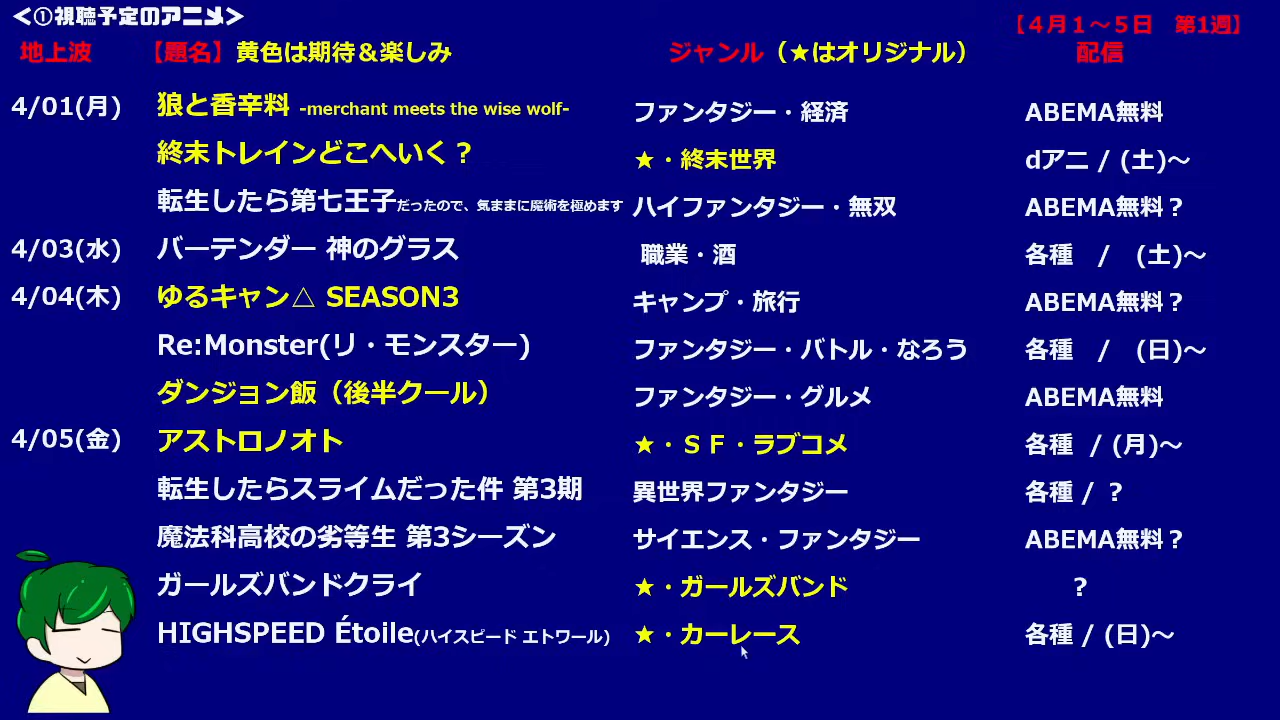 ＜①視聴予定のアニメ＞
【４月１～５日　第1週】
地上波 【題名】黄色は期待＆楽しみ ジャンル（★はオリジナル） 配信
4/01(月) 狼と香辛料 -merchant meets the wise wolf- ファンタジー・経済 ABEMA無料
終末トレインどこへいく？ ★・終末世界 dアニ / (土)～
転生したら第七王子だったので、気ままに魔術を極めます ハイファンタジー・無双 ABEMA無料？
4/03(水) バーテンダー 神のグラス 職業・酒 各種 / (土)～
4/04(木) ゆるキャン△ SEASON3 キャンプ・旅行 ABEMA無料？
Re:Monster(リ・モンスター) ファンタジー・バトル・なろう 各種 / (日)～
ダンジョン飯（後半クール） ファンタジー・グルメ ABEMA無料
4/05(金) アストロノオト ★・ＳＦ・ラブコメ 各種 / (月)～
転生したらスライムだった件 第3期 異世界ファンタジー 各種 / ？
魔法科高校の劣等生 第3シーズン サイエンス・ファンタジー ABEMA無料？
ガールズバンドクライ ★・ガールズバンド ？
HIGHSPEED Étoile(ハイスピード エトワール) ★・カーレース 各種 / (日)～